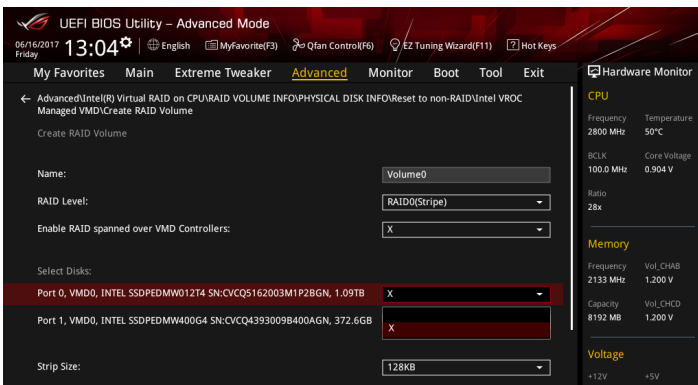 UEFI BIOS Utility – Advanced Mode
06/16/2017
Friday
13:04
English
MyFavorite(F3)
Qfan Control(F6)
EZ Tuning Wizard(F11)
? Hot Keys
My Favorites Main Extreme Tweaker Advanced Monitor Boot Tool Exit
Advanced\Intel(R) Virtual RAID on CPU\RAID VOLUME INFO\PHYSICAL DISK INFO\Reset to non-RAID\Intel VROC
Managed VMD\Create RAID Volume
Create RAID Volume
Name: Volume0
RAID Level: RAID0(Stripe)
Enable RAID spanned over VMD Controllers: X
Select Disks:
Port 0, VMD0, INTEL SSDPEDMW012T4 SN:CVCQ5162003M1P2BGN, 1.09TB X
Port 1, VMD0, INTEL SSDPEDMW400G4 SN:CVCQ4393009B400AGN, 372.6GB
X
Strip Size: 128KB
Hardware Monitor
CPU
Frequency Temperature
2800 MHz 50°C
BCLK Core Voltage
100.0 MHz 0.904 V
Ratio
28x
Memory
Frequency Vol_CHAB
2133 MHz 1.200 V
Capacity Vol_CHCD
8192 MB 1.200 V
Voltage
+12V +5V